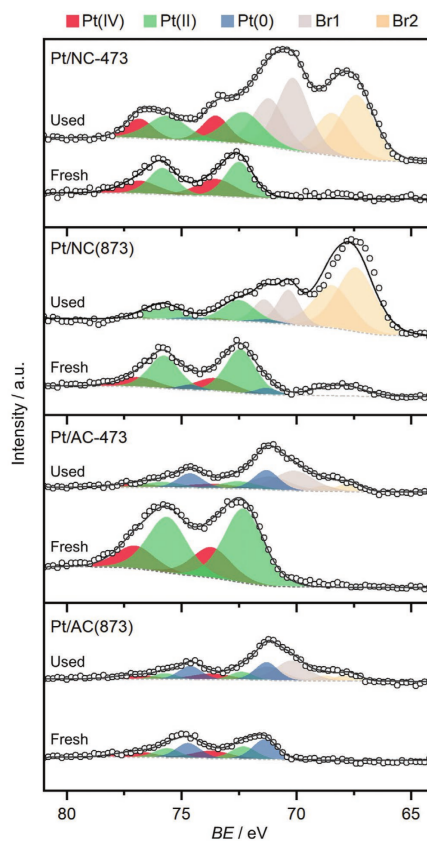 Pt(IV) Pt(II) Pt(0) Br1 Br2
Pt/NC-473
Used
Fresh
Pt/NC(873)
Used
Fresh
Pt/AC-473
Used
Fresh
Pt/AC(873)
Used
Fresh
Intensity / a.u.
80 75 70 65
BE / eV